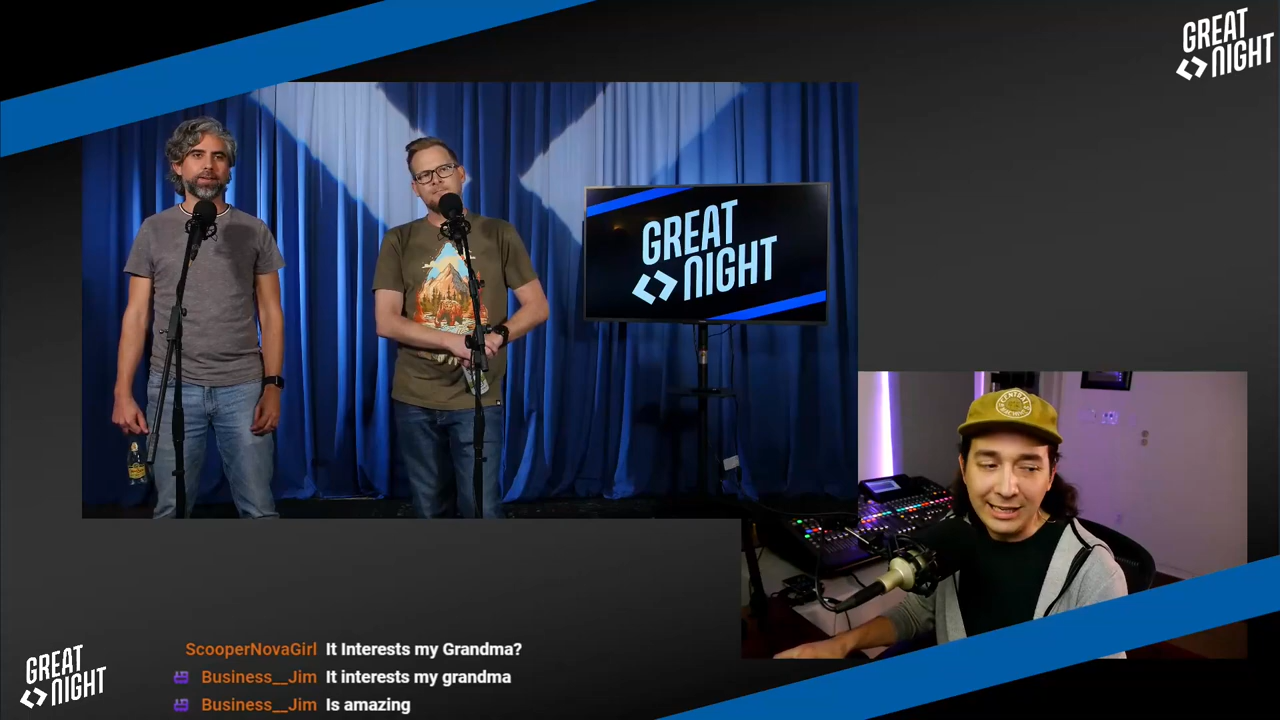 GREAT
NIGHT
GREAT
NIGHT
CENTRAL
GREAT
NIGHT
ScooperNovaGirl It Interests my Grandma?
Business__Jim It interests my grandma
Business__Jim Is amazing